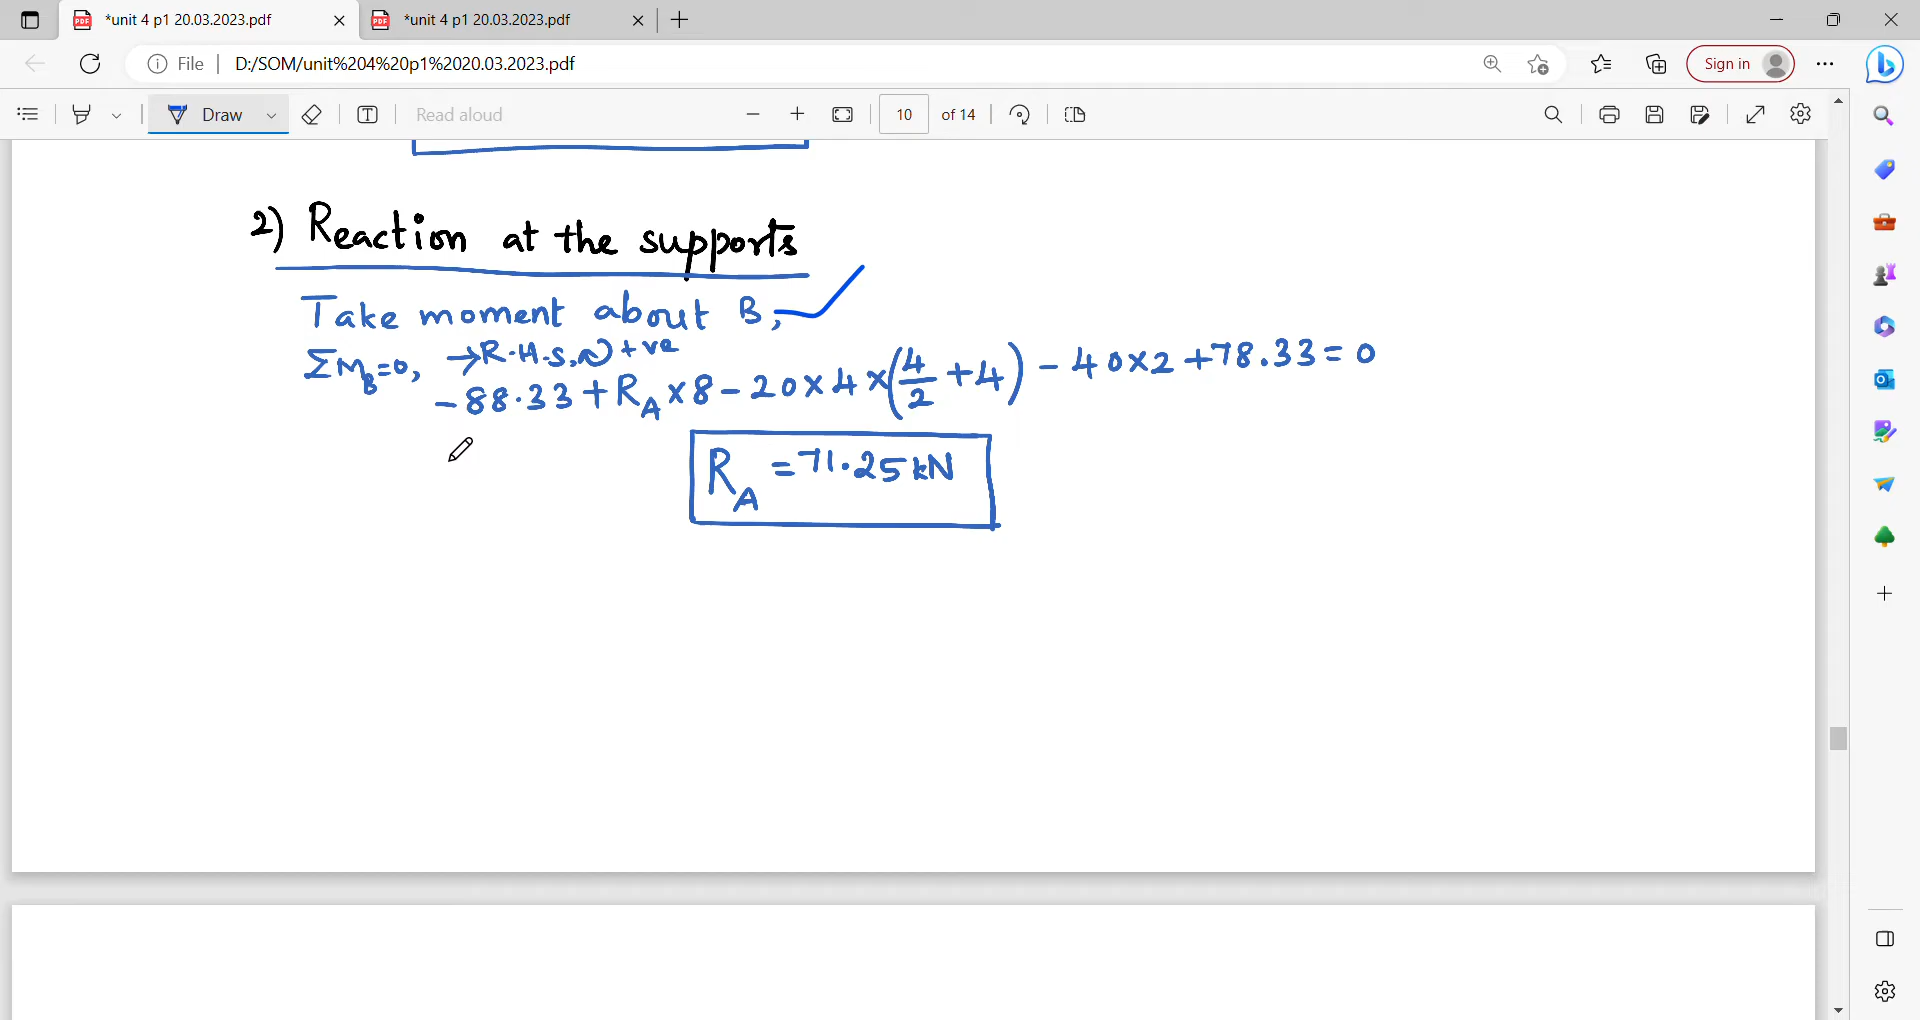 *unit 4 p1 20.03.2023.pdf
*unit 4 p1 20.03.2023.pdf
File | D:/SOM/unit%204%20p1%2020.03.2023.pdf
Sign in
Draw
Read aloud
10 of 14
2) Reaction at the supports
Take moment about B,
ΣM_B=0, →R.H.S, ↻ +ve
-88.33 + R_A × 8 - 20 × 4 × (4/2 + 4) - 40 × 2 + 78.33 = 0
R_A = 71.25 kN